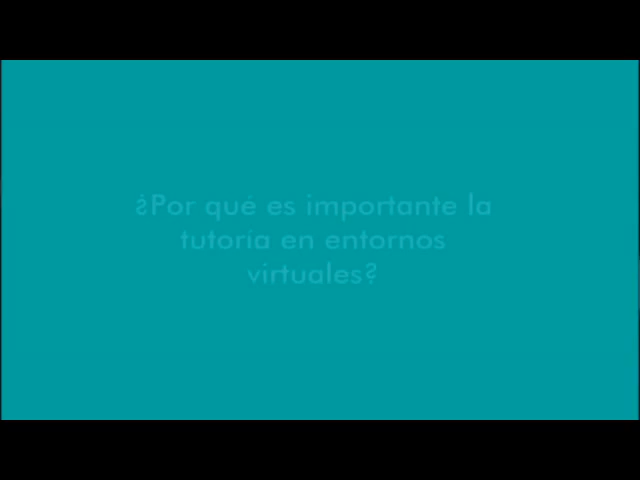 ¿Por qué es importante la
tutoría en entornos
virtuales?